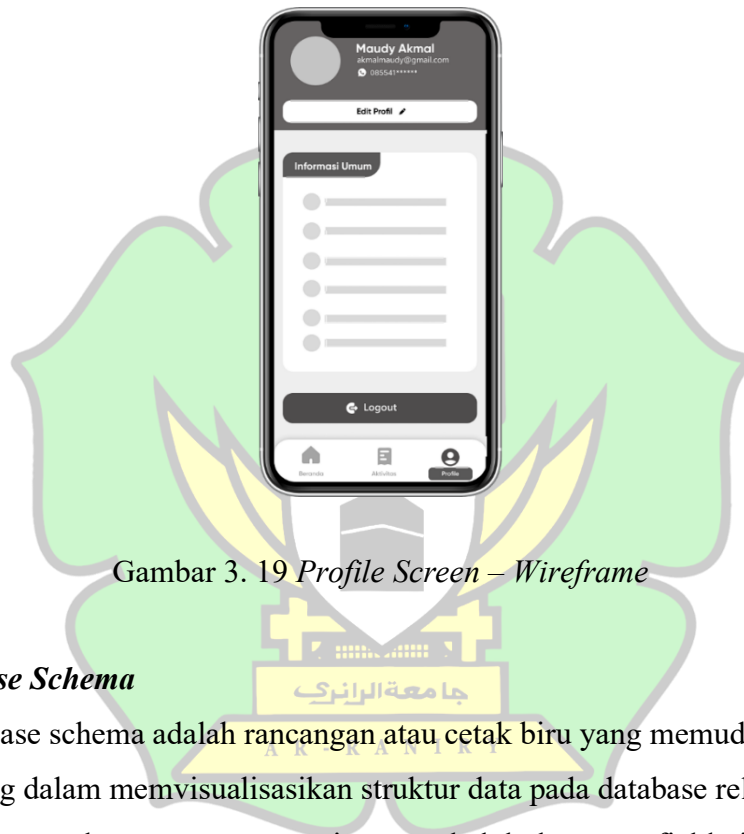 Maudy Akmal
akmalmaudy@gmail.com
085541******
Edit Profil
Informasi Umum
Logout
Beranda
Aktivitas
Profile
Gambar 3. 19 Profile Screen – Wireframe
se Schema
جامعة الرانري
ase schema adalah rancangan atau cetak biru yang memud
A R - R A N I R Y
g dalam memvisualisasikan struktur data pada database rel